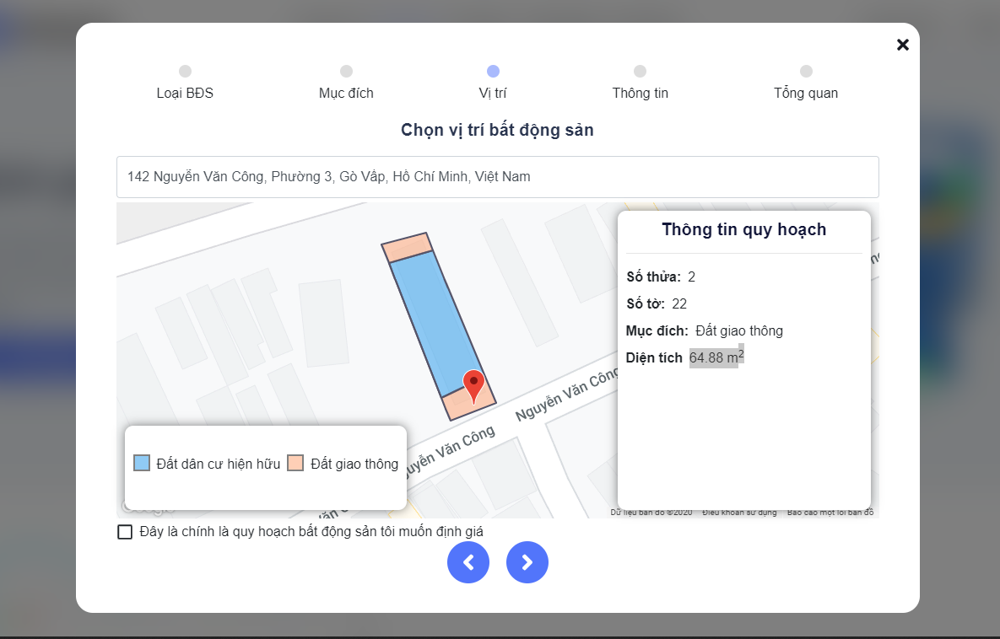 Loại BĐS
Mục đích
Vị trí
Thông tin
Tổng quan
Chọn vị trí bất động sản
142 Nguyễn Văn Công, Phường 3, Gò Vấp, Hồ Chí Minh, Việt Nam
Thông tin quy hoạch
Số thửa: 2
Số tờ: 22
Mục đích: Đất giao thông
Diện tích 64.88 m2
Nguyễn Văn Công
Văn Công
Đất dân cư hiện hữu
Đất giao thông
Google
Dữ liệu bản đồ ©2020
Điều khoản sử dụng
Báo cáo một lỗi bản đồ
Đây là chính là quy hoạch bất động sản tôi muốn định giá